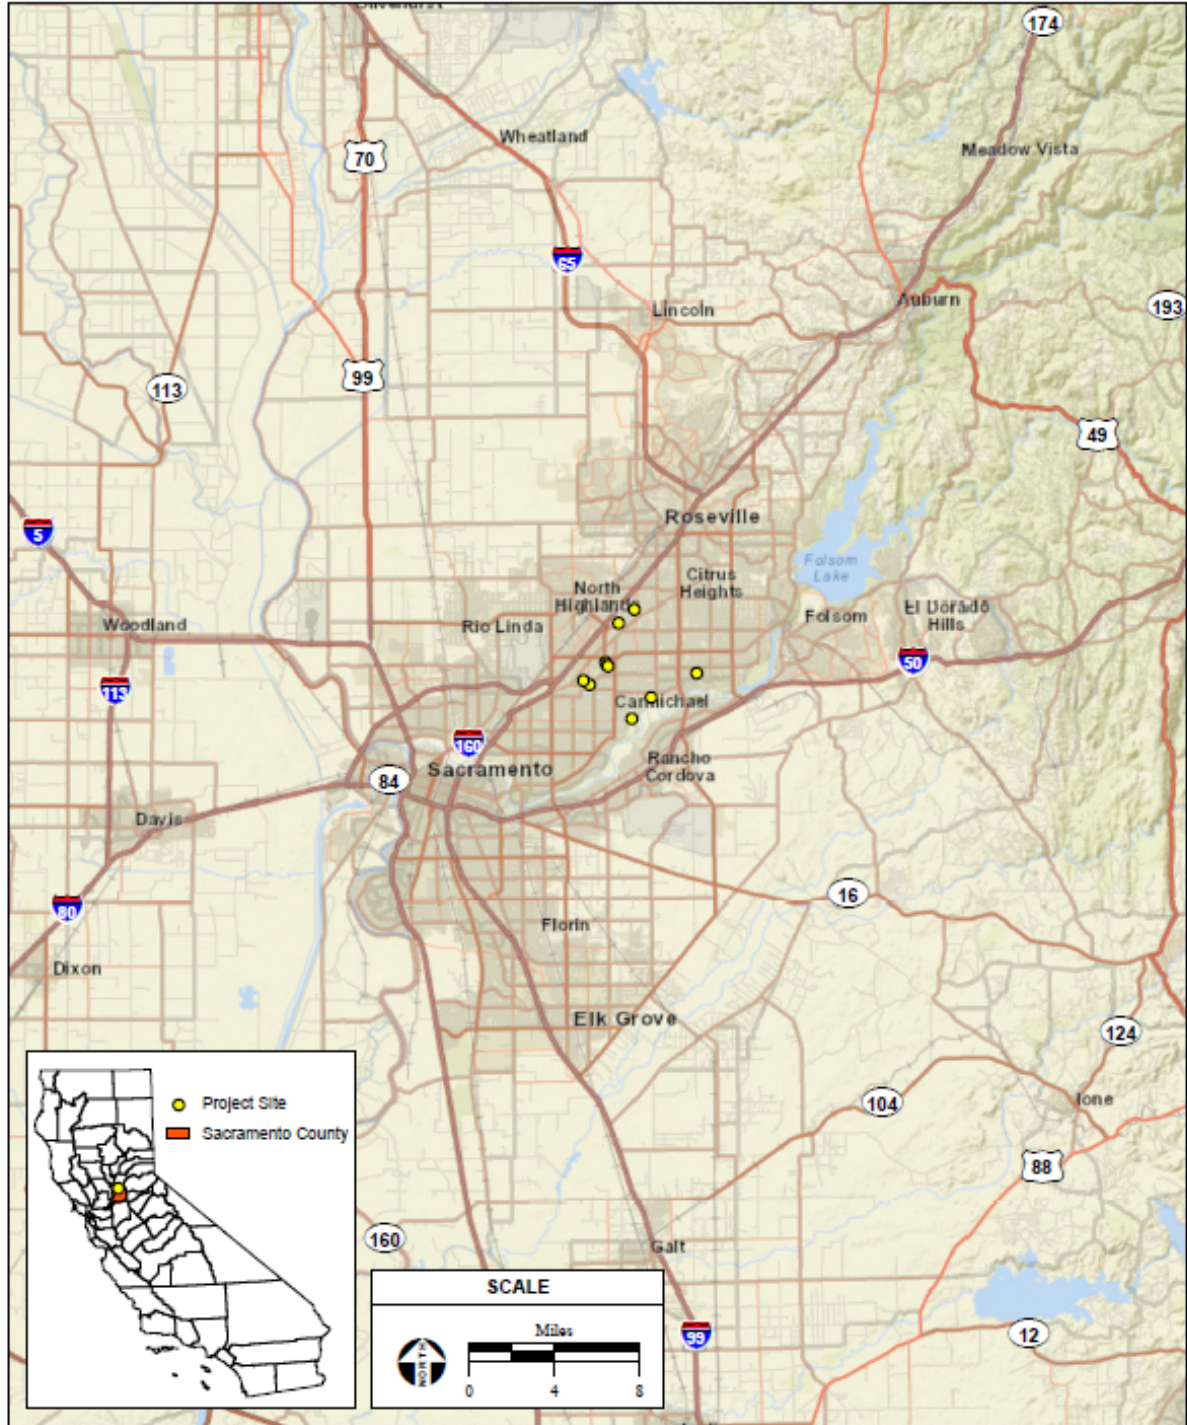 174
Wheatland
70
Meadow Vista
65
Auburn
193
Lincoln
99
113
49
5
Roseville
Folsom
Lake
Citrus
Heights
North
Highlands
El Dorado
Hills
Folsom
Woodland
Rio Linda
50
113
Carmichael
160
Rancho
Cordova
Sacramento
84
Davis
16
80
Florin
Dixon
Elk Grove
124
Ione
104
88
Project Site
Sacramento County
160
Galt
SCALE
Miles
NORTH
0 4 8
99
12